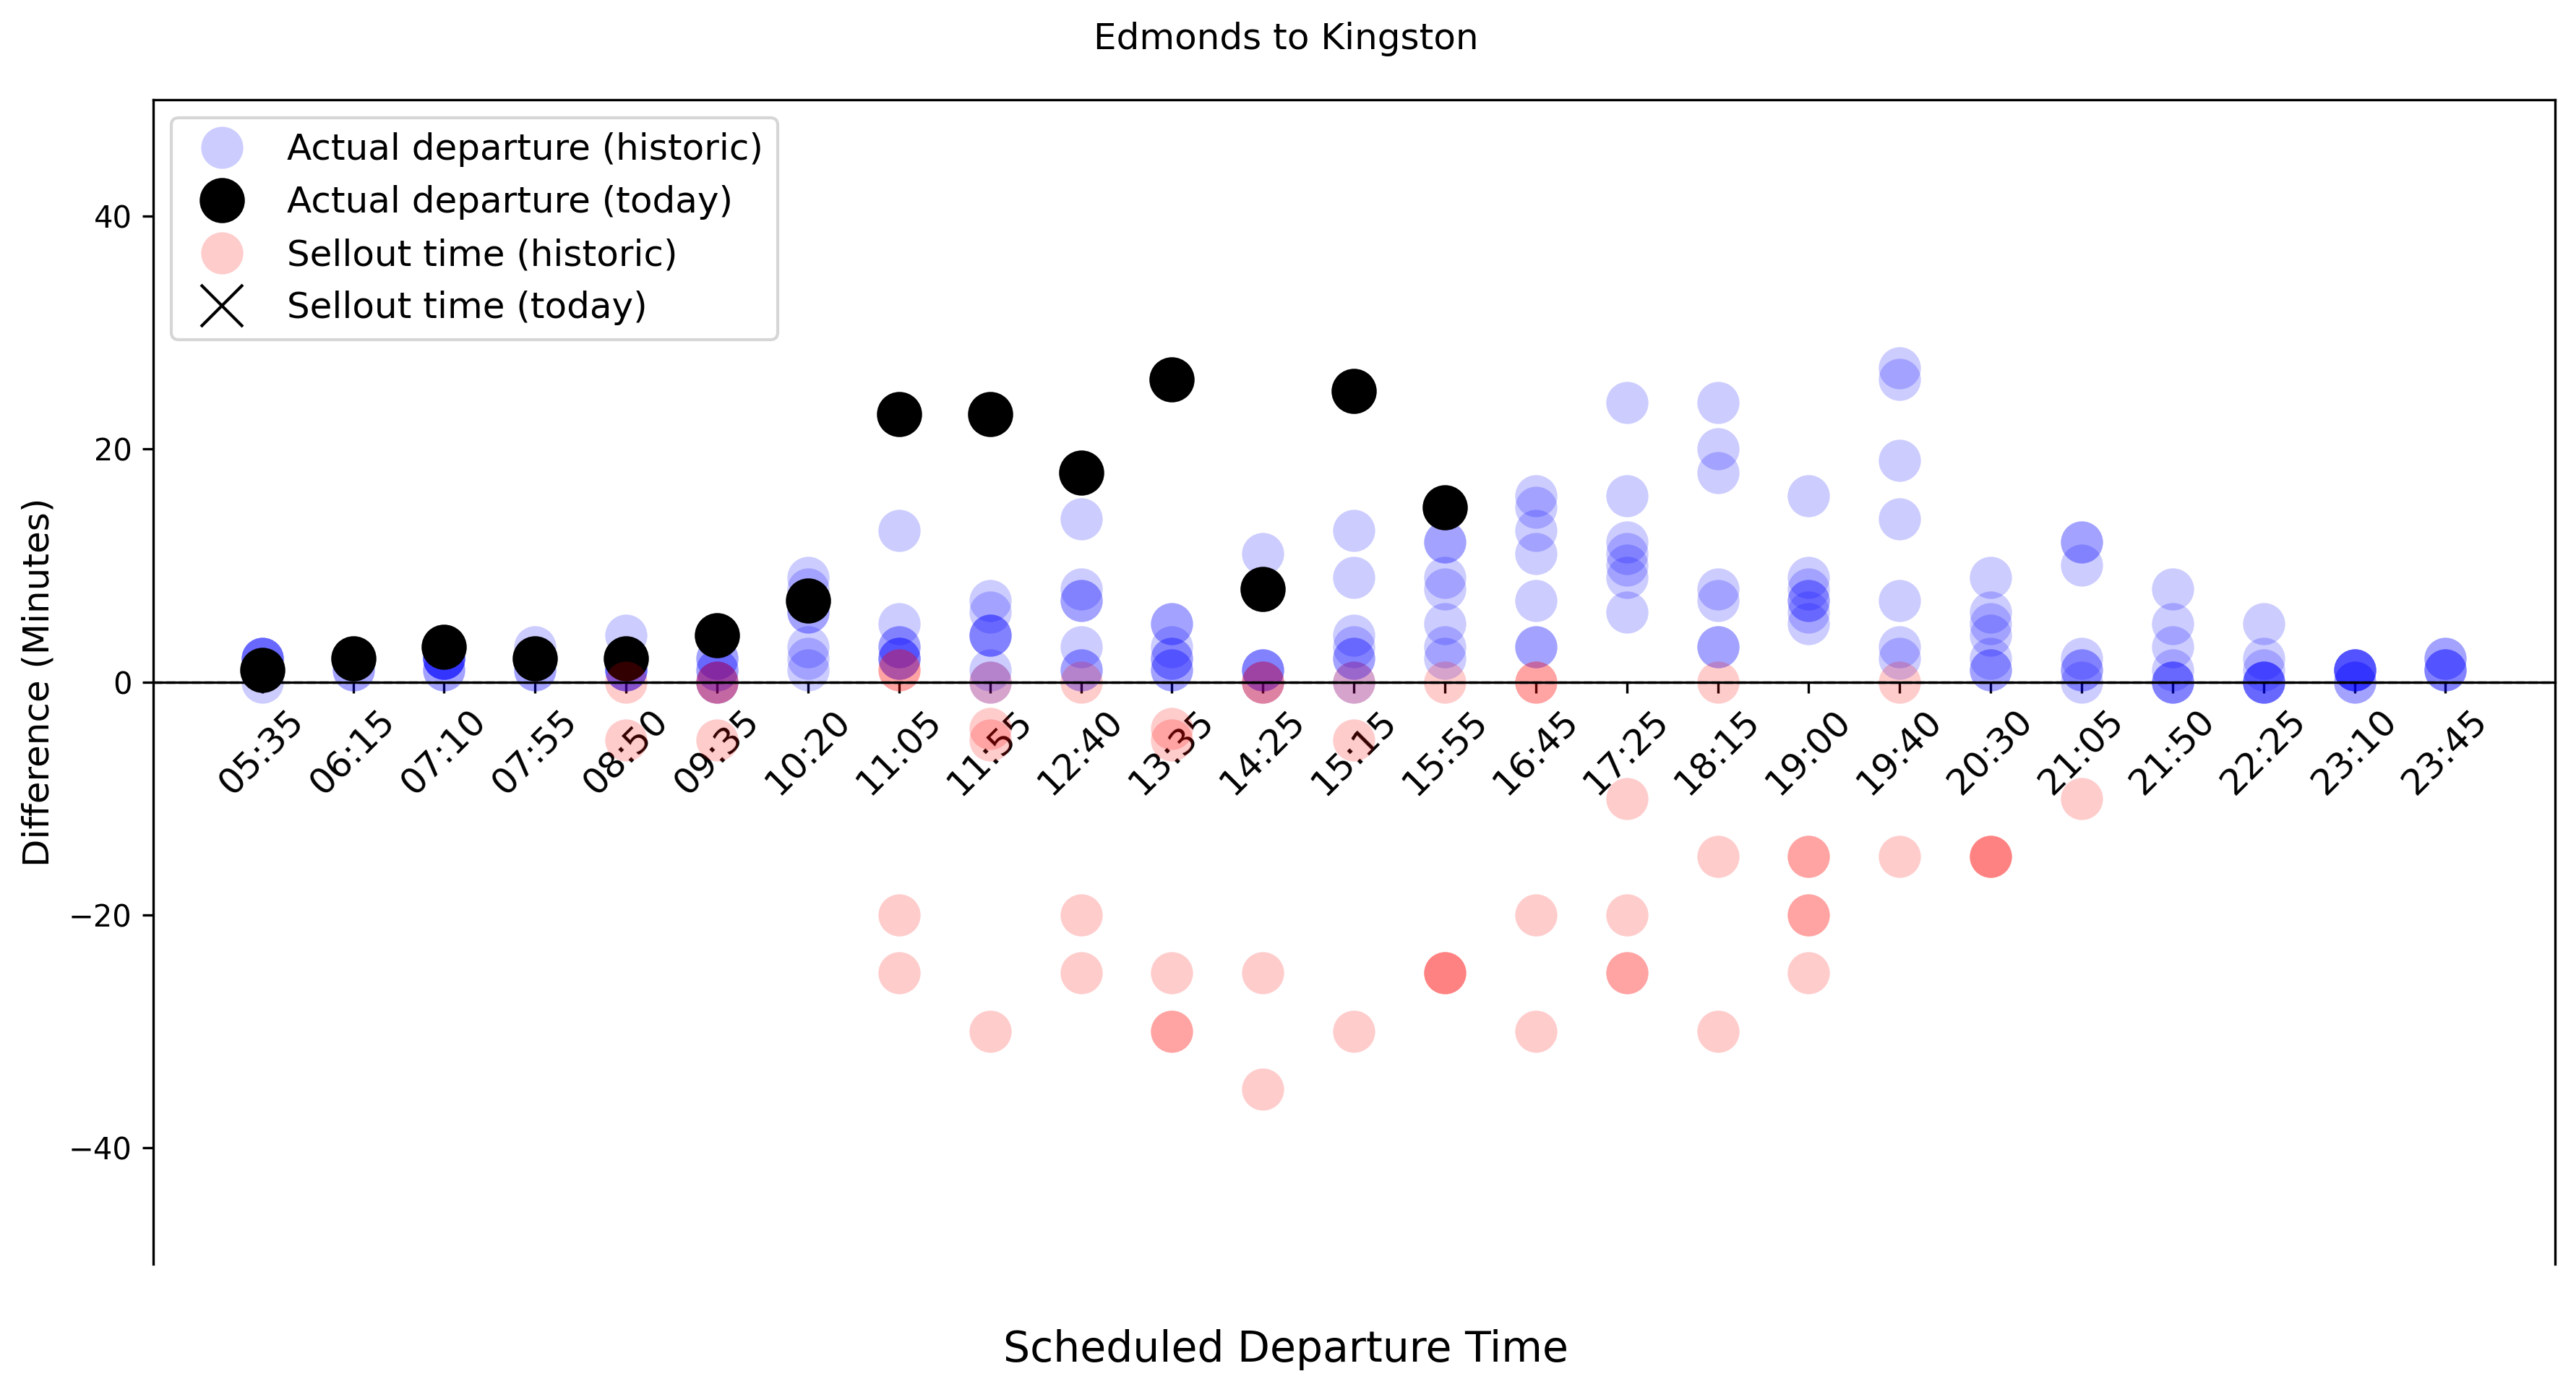 Edmonds to Kingston
Actual departure (historic)
Actual departure (today)
Sellout time (historic)
Sellout time (today)
40
20
0
−20
−40
Difference (Minutes)
05:35 06:15 07:10 07:55 08:50 09:35 10:20 11:05 11:55 12:40 13:35 14:25 15:15 15:55 16:45 17:25 18:15 19:00 19:40 20:30 21:05 21:50 22:25 23:10 23:45
Scheduled Departure Time